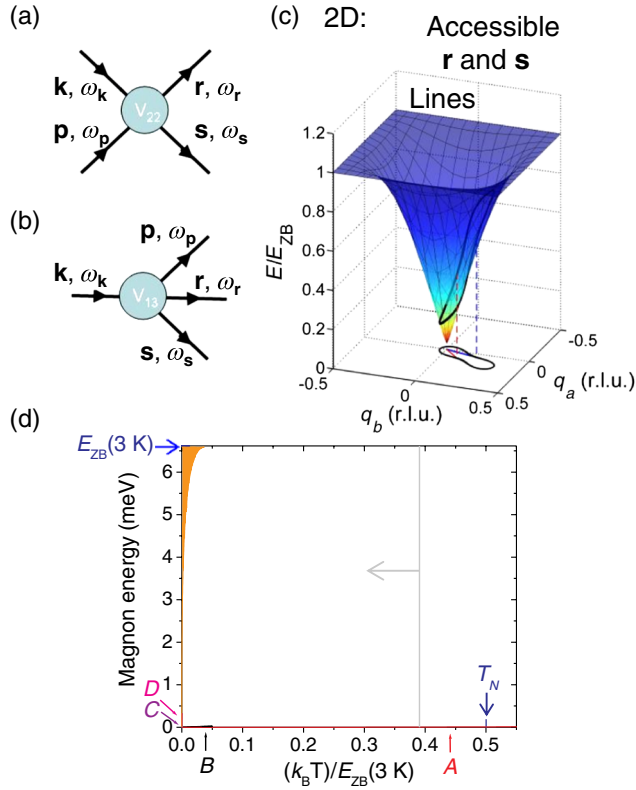 (a)
k, ωk
r, ωr
V22
p, ωp
s, ωs
(b)
p, ωp
k, ωk
r, ωr
V13
s, ωs
(c) 2D:
Accessible
r and s
Lines
1.2
1
0.8
0.6
0.4
0.2
0
E/EZB
-0.5
0
0.5
qb (r.l.u.)
-0.5
0
0.5
qa (r.l.u.)
(d)
EZB(3 K)
6
5
4
3
2
1
0
Magnon energy (meV)
D
C
TN
0.0 0.1 0.2 0.3 0.4 0.5
B
(kBT)/EZB(3 K)
A